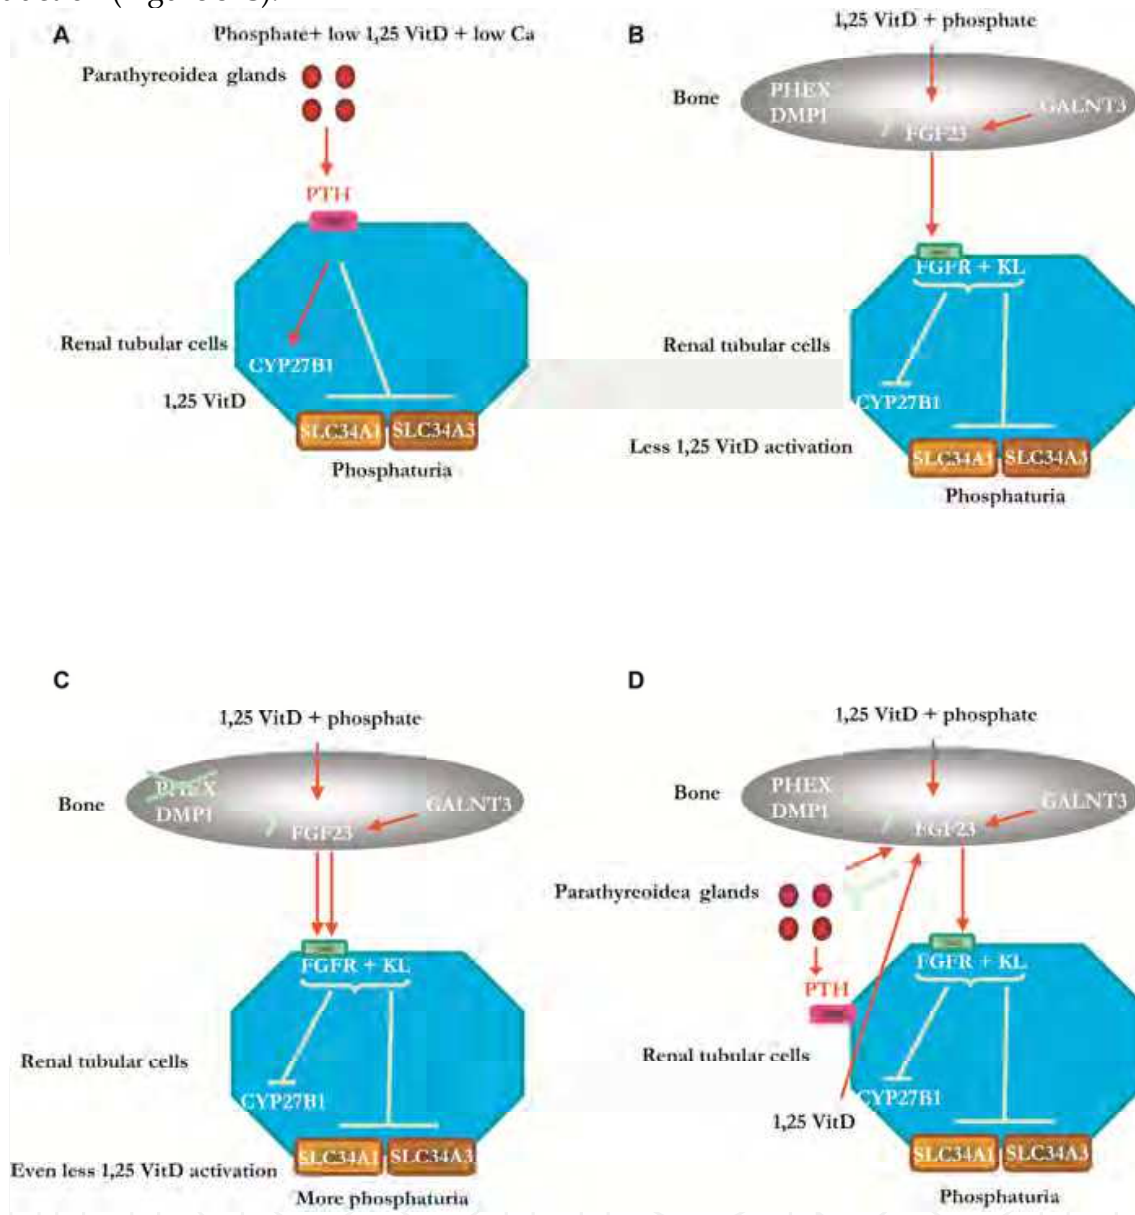 A
Phosphate+ low 1,25 VitD + low Ca
Parathyreoidea glands
PTH
Renal tubular cells
CYP27B1
1,25 VitD
SLC34A1 SLC34A3
Phosphaturia
B
1,25 VitD + phosphate
Bone
PHEX
DMP1
GALNT3
FGF23
FGFR + KL
Renal tubular cells
CYP27B1
Less 1,25 VitD activation
SLC34A1 SLC34A3
Phosphaturia
C
1,25 VitD + phosphate
Bone
PHEX
DMP1
GALNT3
FGF23
FGFR + KL
Renal tubular cells
CYP27B1
Even less 1,25 VitD activation
SLC34A1 SLC34A3
More phosphaturia
D
1,25 VitD + phosphate
Bone
PHEX
DMP1
GALNT3
FGF23
Parathyreoidea glands
FGFR + KL
PTH
Renal tubular cells
CYP27B1
1,25 VitD
SLC34A1 SLC34A3
Phosphaturia